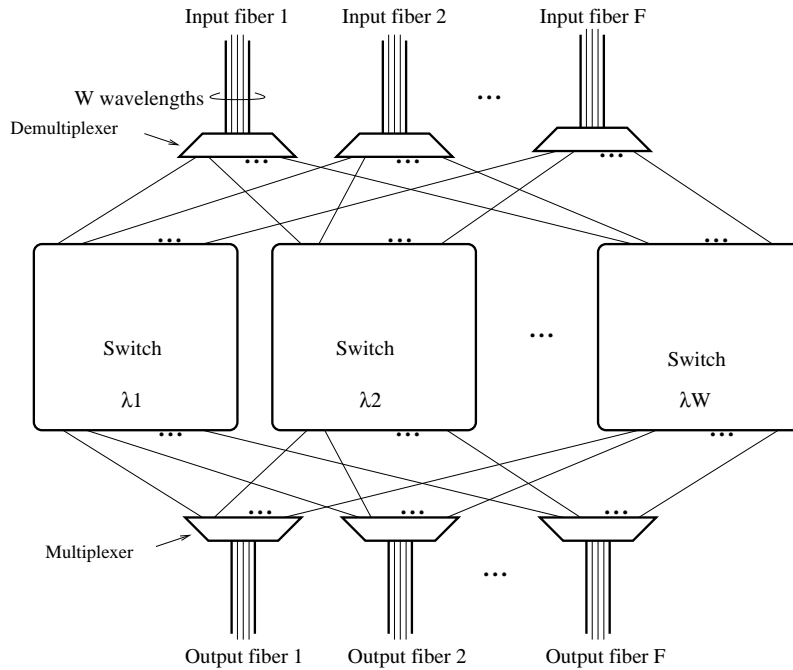 Input fiber 1
Input fiber 2
Input fiber F
W wavelengths
...
Demultiplexer
...
...
...
...
...
...
...
Switch
Switch
Switch
λ1
λ2
λW
...
...
...
...
...
...
Multiplexer
...
Output fiber 1
Output fiber 2
Output fiber F